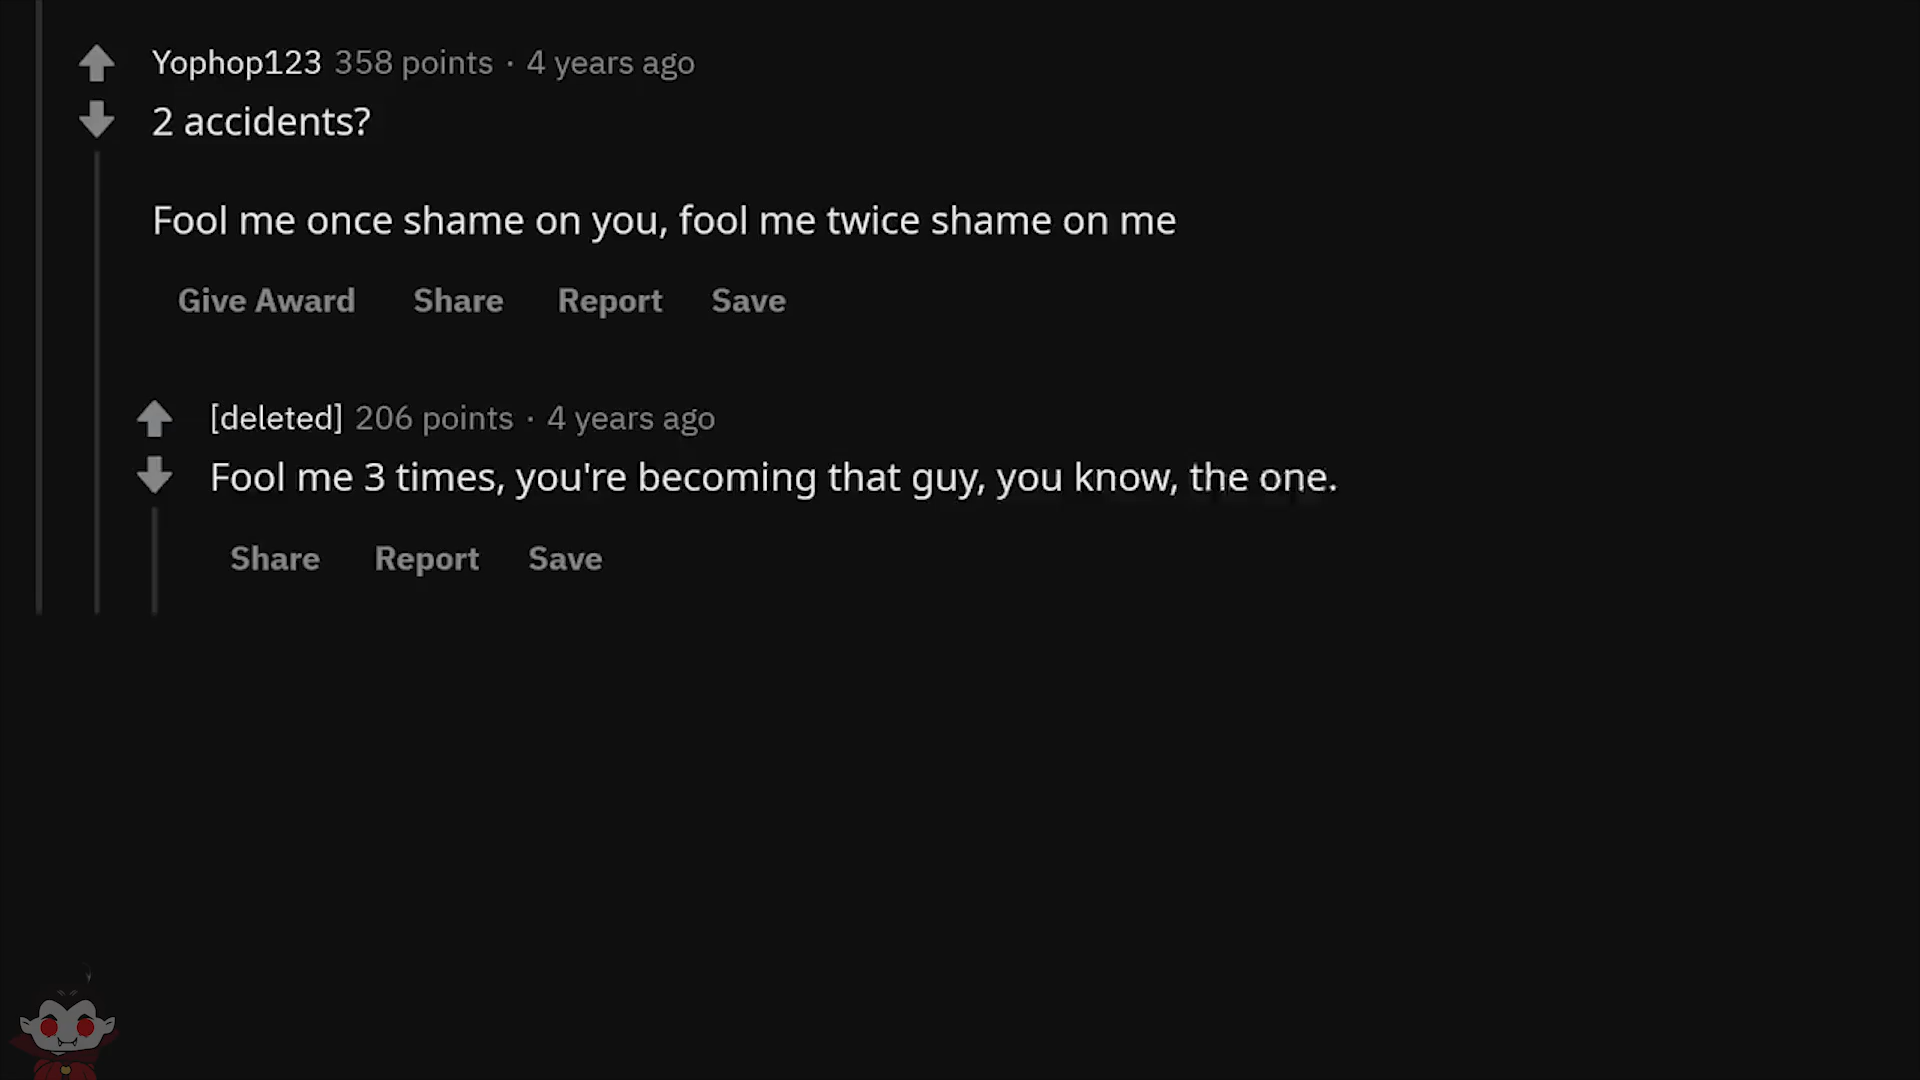 Yophop123 358 points · 4 years ago
2 accidents?
Fool me once shame on you, fool me twice shame on me
Give Award Share Report Save
[deleted] 206 points · 4 years ago
Fool me 3 times, you're becoming that guy, you know, the one.
Share Report Save